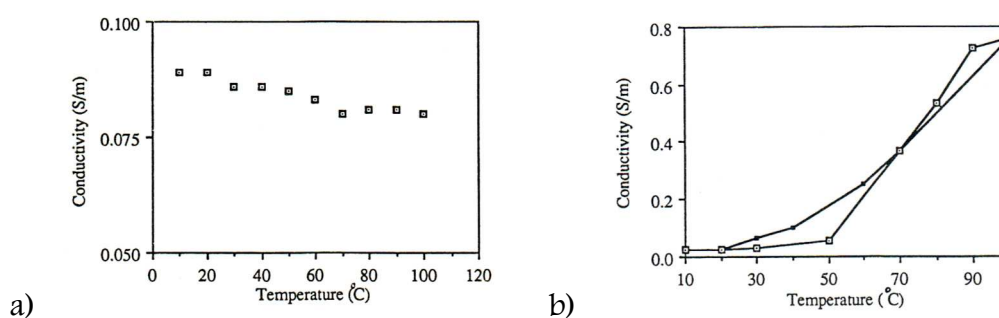 a)
Conductivity (S/m)
0.100
0.075
0.050
0 20 40 60 80 100 120
Temperature (°C)
b)
Conductivity (S/m)
0.8
0.6
0.4
0.2
0.0
10 30 50 70 90
Temperature (°C)